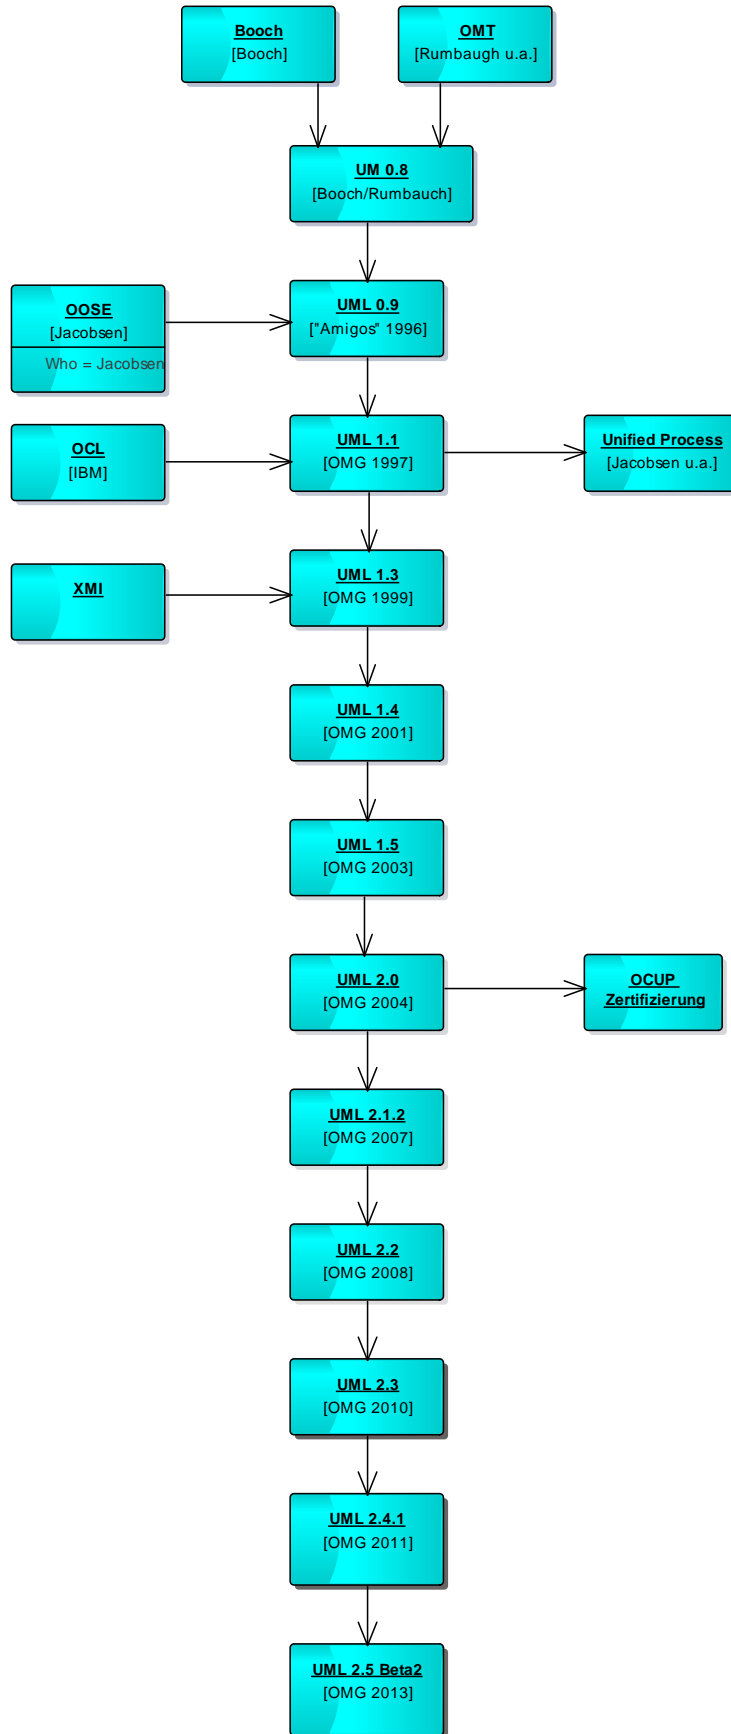 Booch
[Booch]
OMT
[Rumbaugh u.a.]
UM 0.8
[Booch/Rumbauch]
OOSE
[Jacobsen]
Who = Jacobsen
UML 0.9
["Amigos" 1996]
OCL
[IBM]
UML 1.1
[OMG 1997]
Unified Process
[Jacobsen u.a.]
XMI
UML 1.3
[OMG 1999]
UML 1.4
[OMG 2001]
UML 1.5
[OMG 2003]
UML 2.0
[OMG 2004]
OCUP
Zertifizierung
UML 2.1.2
[OMG 2007]
UML 2.2
[OMG 2008]
UML 2.3
[OMG 2010]
UML 2.4.1
[OMG 2011]
UML 2.5 Beta2
[OMG 2013]